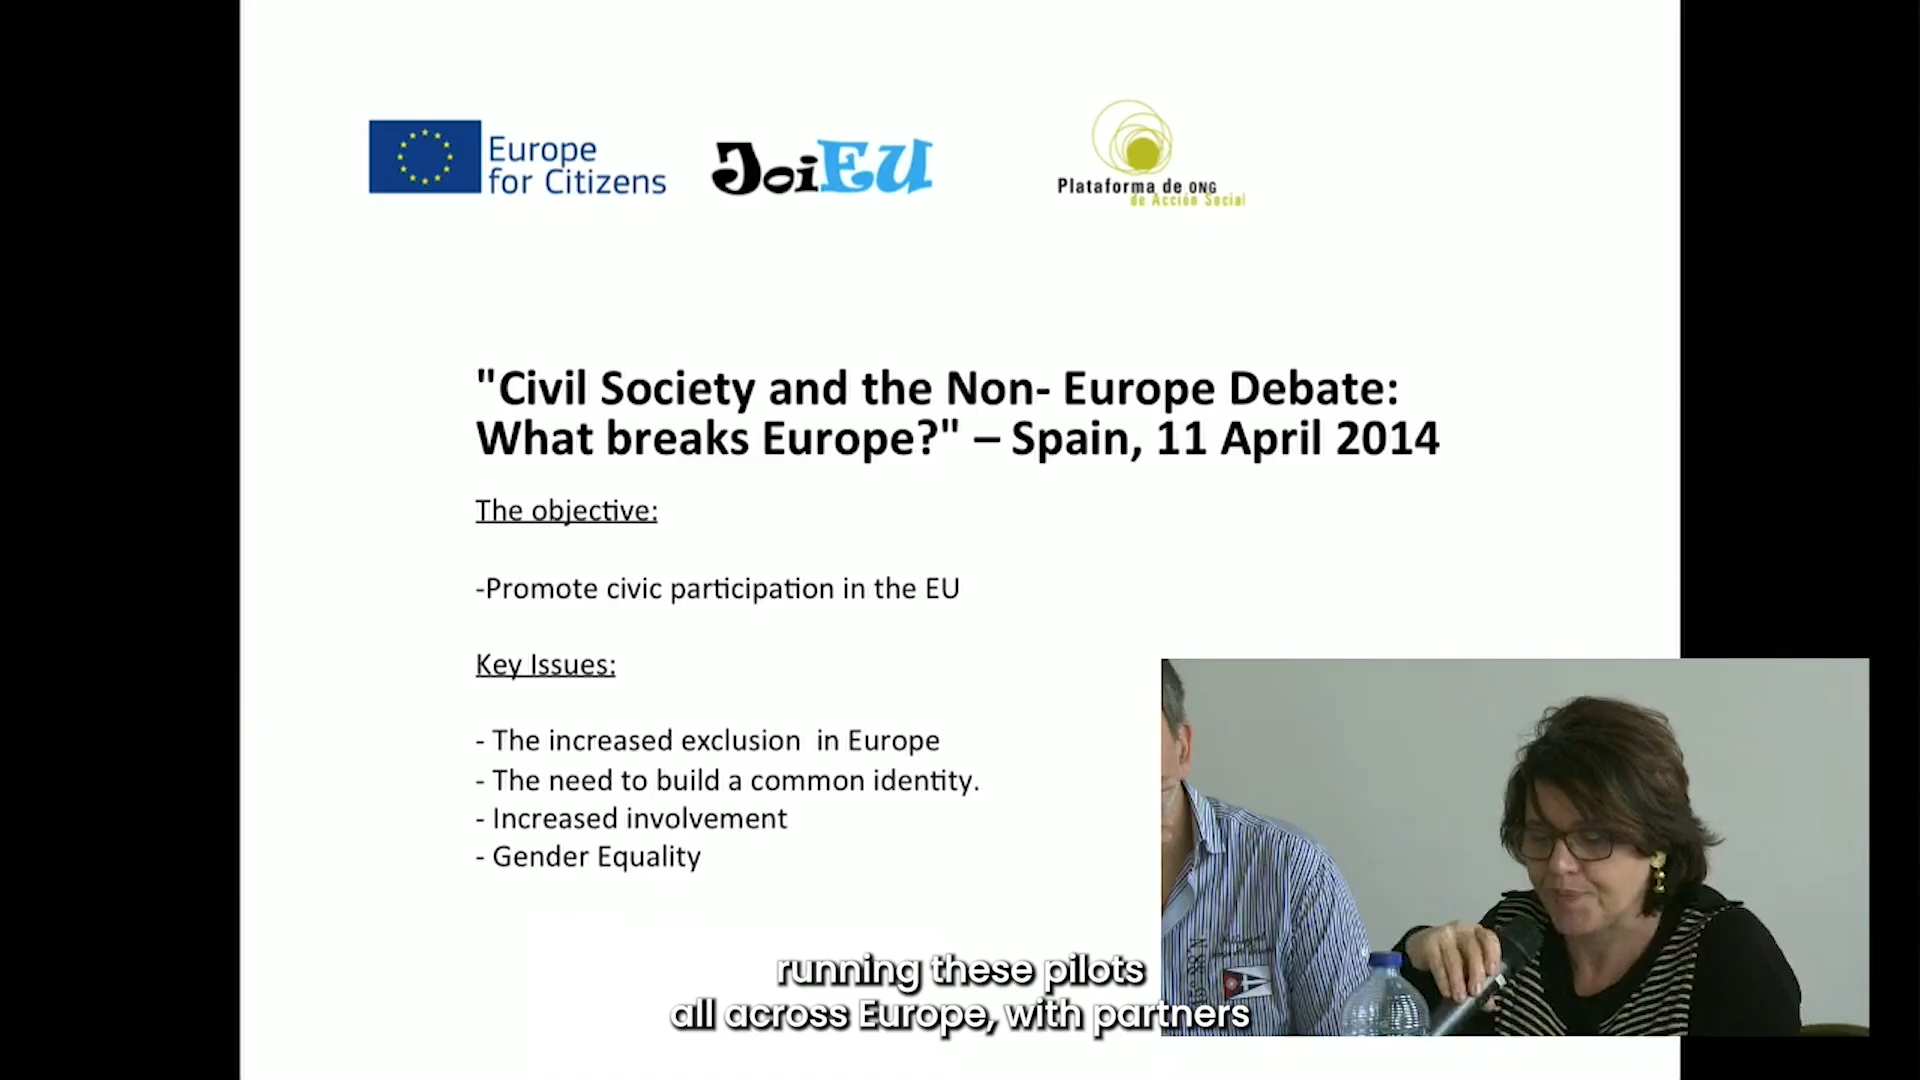 Europe
for Citizens
JoiEU
Plataforma de ONG
de Acción Social
"Civil Society and the Non- Europe Debate:
What breaks Europe?" – Spain, 11 April 2014
The objective:
-Promote civic participation in the EU
Key Issues:
- The increased exclusion  in Europe
- The need to build a common identity.
- Increased involvement
- Gender Equality
running these pilots
all across Europe, with partners